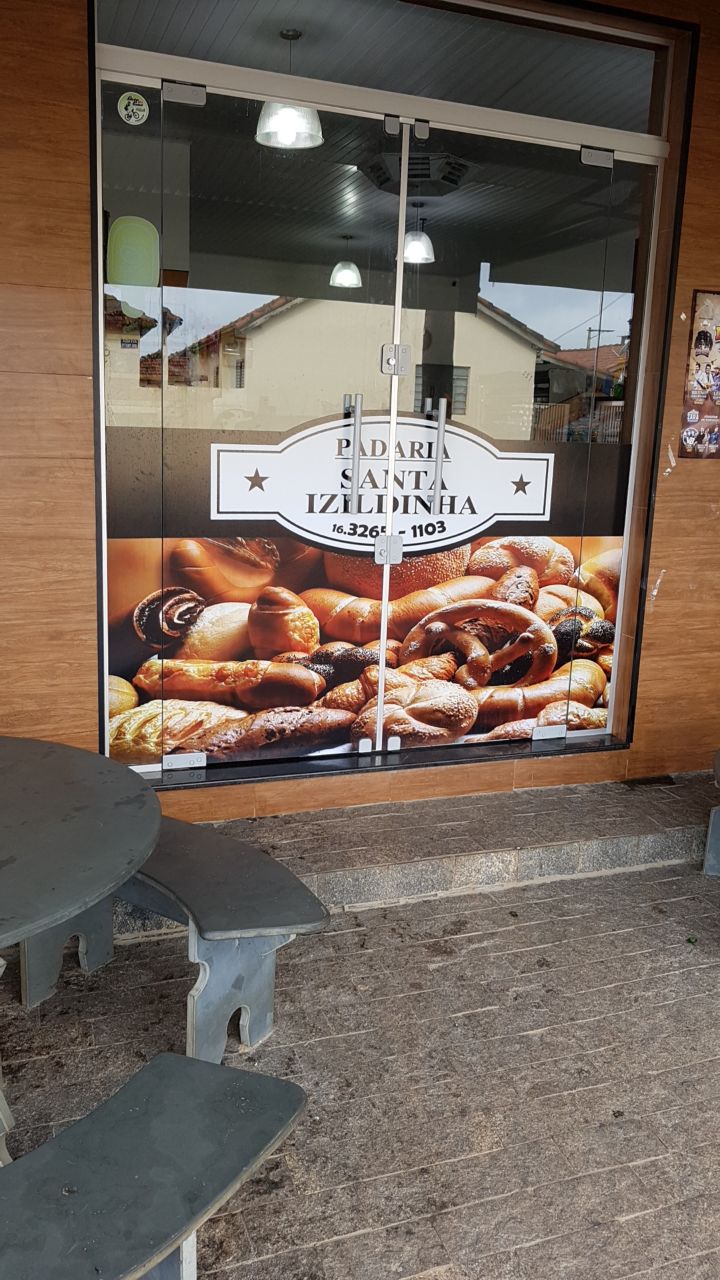 PADARIA
SANTA
IZILDINHA
16.3265-1103